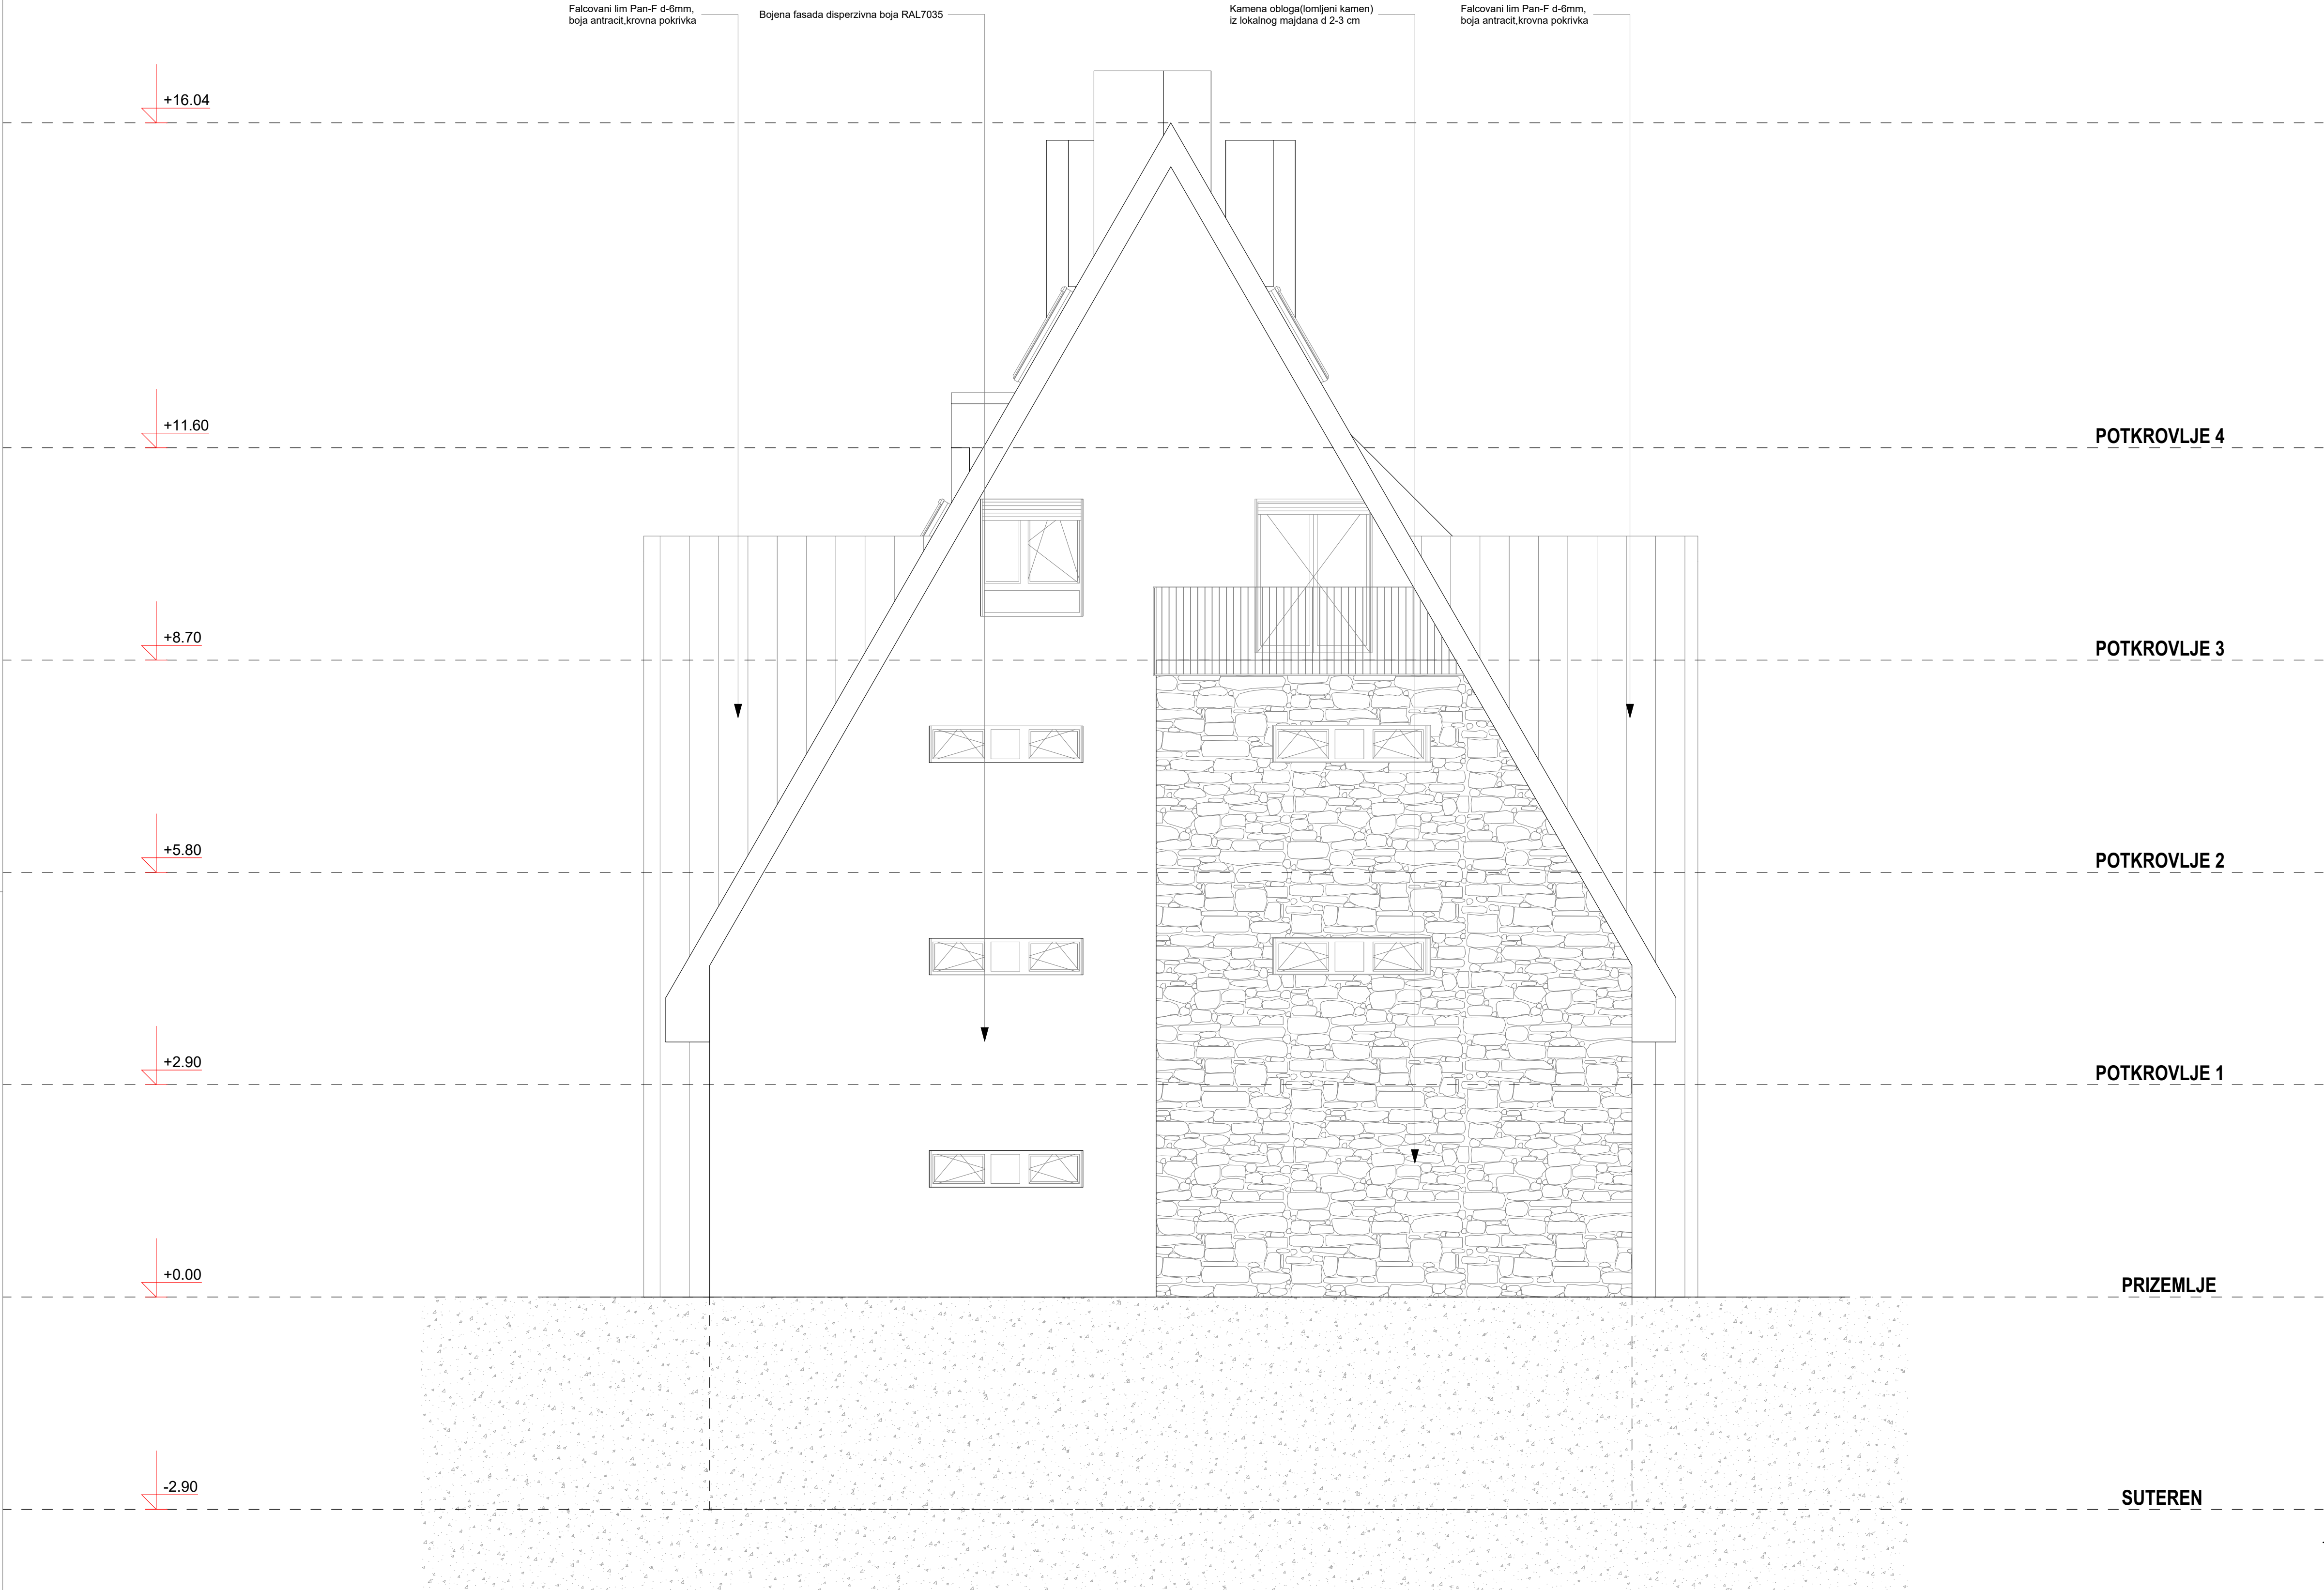 Falcovani lim Pan-F d-6mm,
boja antracit,krovna pokrivka
Bojena fasada disperzivna boja RAL7035
Kamena obloga(lomljeni kamen)
iz lokalnog majdana d 2-3 cm
Falcovani lim Pan-F d-6mm,
boja antracit,krovna pokrivka
+16.04
+11.60
POTKROVLJE 4
+8.70
POTKROVLJE 3
+5.80
POTKROVLJE 2
+2.90
POTKROVLJE 1
+0.00
PRIZEMLJE
-2.90
SUTEREN